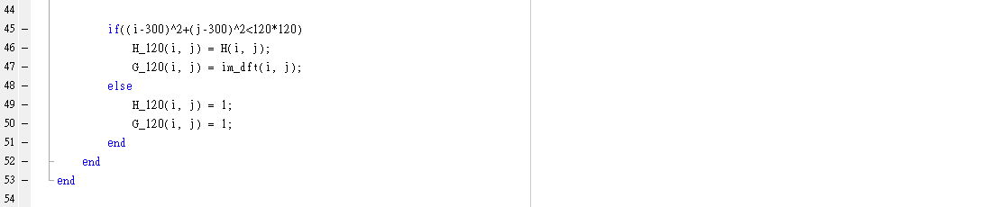 44
45 – if((i-300)^2+(j-300)^2<120*120)
46 – H_120(i, j) = H(i, j);
47 – G_120(i, j) = im_dft(i, j);
48 – else
49 – H_120(i, j) = 1;
50 – G_120(i, j) = 1;
51 – end
52 – end
53 – end
54